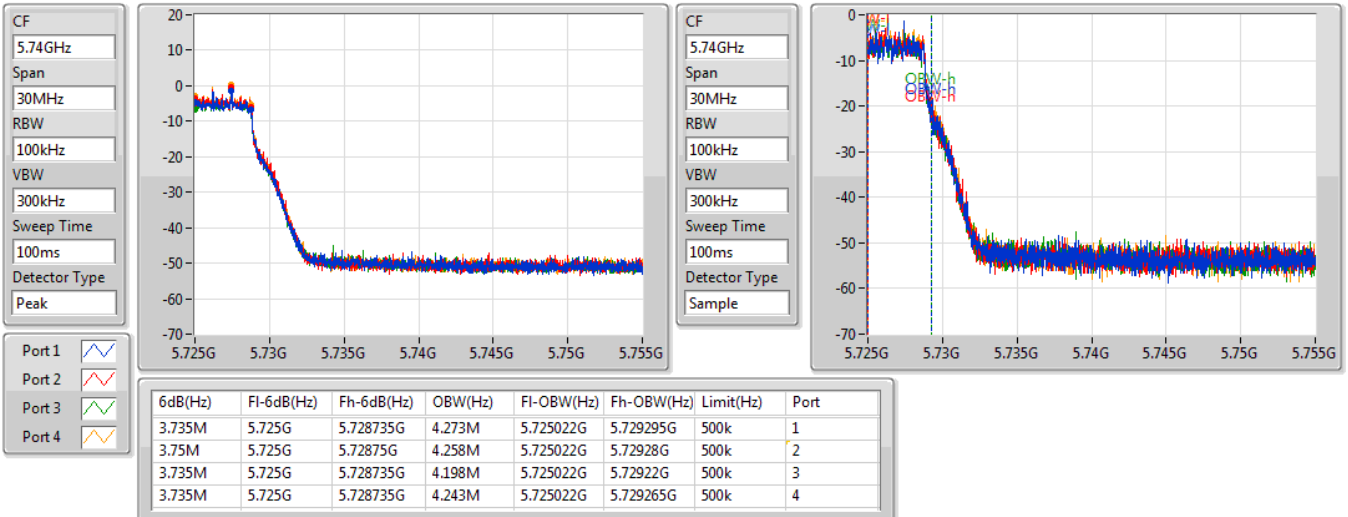 CF
5.74GHz
Span
30MHz
RBW
100kHz
VBW
300kHz
Sweep Time
100ms
Detector Type
Peak
20
10
0
-10
-20
-30
-40
-50
-60
-70
5.725G 5.73G 5.735G 5.74G 5.745G 5.75G 5.755G
CF
5.74GHz
Span
30MHz
RBW
100kHz
VBW
300kHz
Sweep Time
100ms
Detector Type
Sample
0
-10
-20
-30
-40
-50
-60
-70
OBW-h
OBW-h
OBW-h
5.725G 5.73G 5.735G 5.74G 5.745G 5.75G 5.755G
Port 1
Port 2
Port 3
Port 4
6dB(Hz) Fl-6dB(Hz) Fh-6dB(Hz) OBW(Hz) Fl-OBW(Hz) Fh-OBW(Hz) Limit(Hz) Port
3.735M 5.725G 5.728735G 4.273M 5.725022G 5.729295G 500k 1
3.75M 5.725G 5.72875G 4.258M 5.725022G 5.72928G 500k 2
3.735M 5.725G 5.728735G 4.198M 5.725022G 5.72922G 500k 3
3.735M 5.725G 5.728735G 4.243M 5.725022G 5.729265G 500k 4